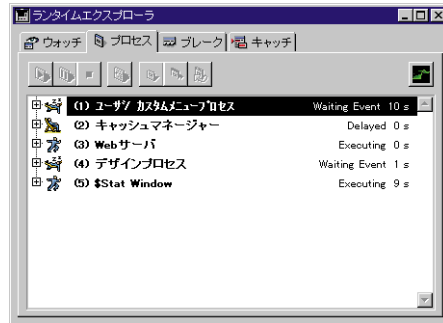 ランタイムエクスプローラ
ウォッチ プロセス ブレーク キャッチ
(1) ユーザ/ カスタムメニュープロセス Waiting Event 10 s
(2) キャッシュマネージャー Delayed 0 s
(3) Webサーバ Executing 0 s
(4) デザインプロセス Waiting Event 1 s
(5) $Stat Window Executing 9 s